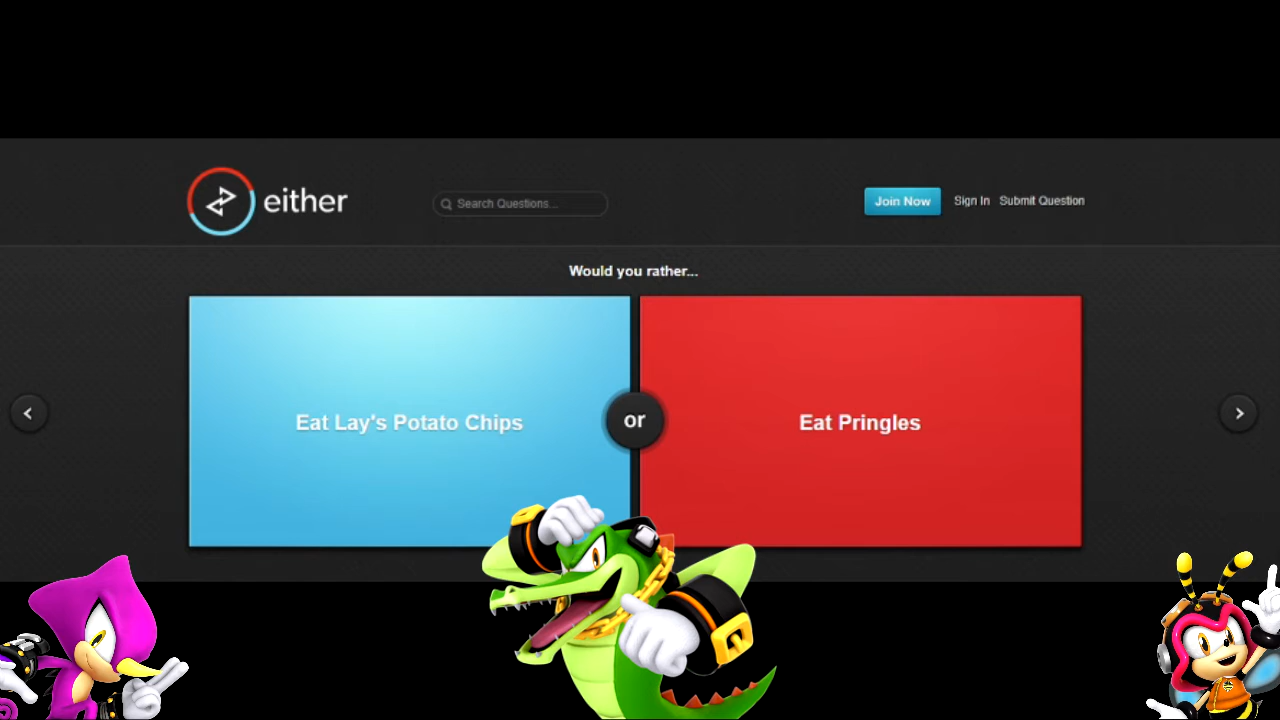 either
Search Questions...
Join Now
Sign In
Submit Question
Would you rather...
Eat Lay's Potato Chips
or
Eat Pringles